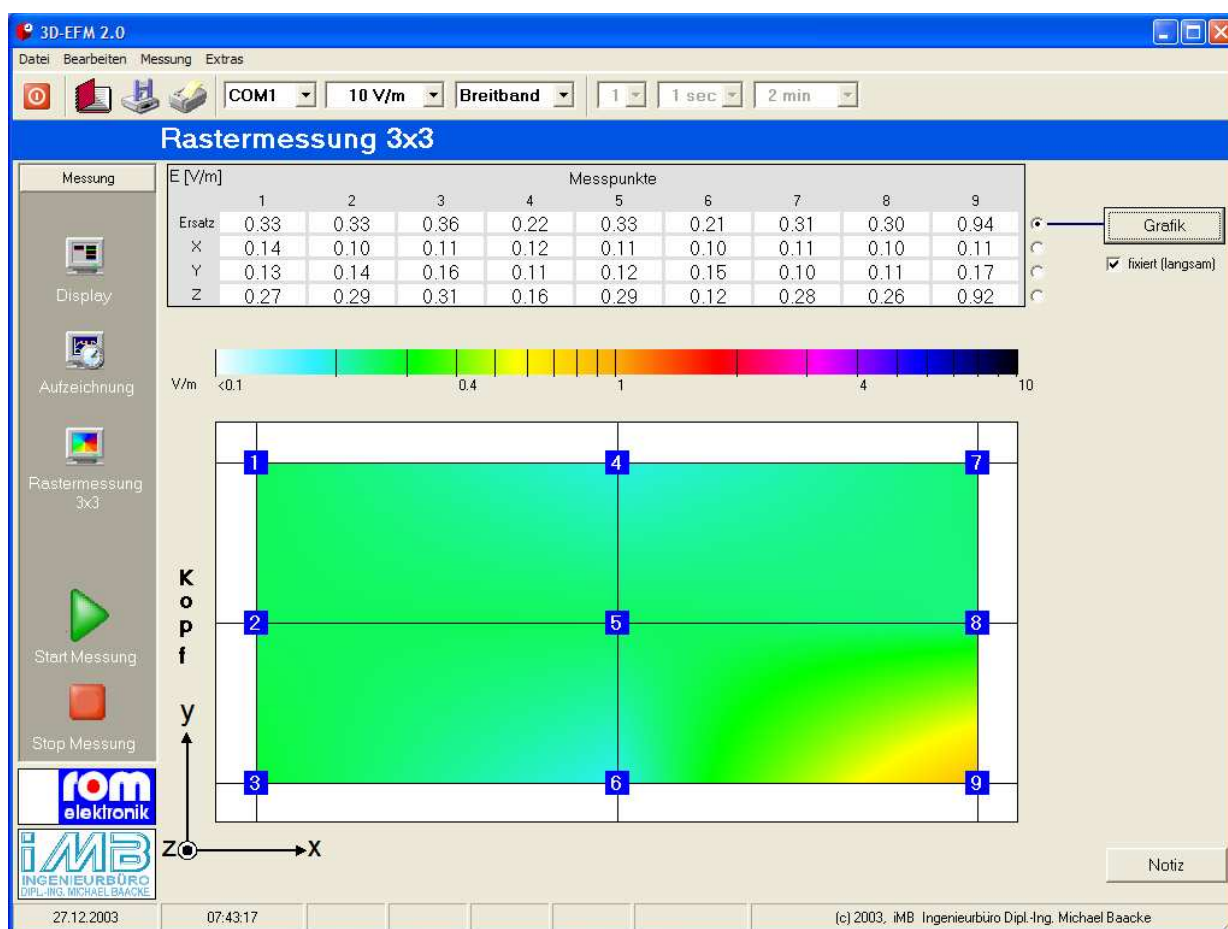 3D-EFM 2.0
Datei Bearbeiten Messung Extras
COM1 10 V/m Breitband 1 1 sec 2 min
Rastermessung 3x3
Messung
E [V/m] Messpunkte
1 2 3 4 5 6 7 8 9
Ersatz 0.33 0.33 0.36 0.22 0.33 0.21 0.31 0.30 0.94
X 0.14 0.10 0.11 0.12 0.11 0.10 0.11 0.10 0.11
Y 0.13 0.14 0.16 0.11 0.12 0.15 0.10 0.11 0.17
Z 0.27 0.29 0.31 0.16 0.29 0.12 0.28 0.26 0.92
Grafik
fixiert (langsam)
Display
Aufzeichnung
Rastermessung
3x3
Start Messung
Stop Messung
V/m <0.1 0.4 1 4 10
1 4 7
Kopf
2 5 8
3 6 9
y
Z X
rom
elektronik
iMB
INGENIEURBÜRO
DIPL.-ING. MICHAEL BAACKE
Notiz
27.12.2003 07:43:17 (c) 2003, iMB Ingenieurbüro Dipl.-Ing. Michael Baacke